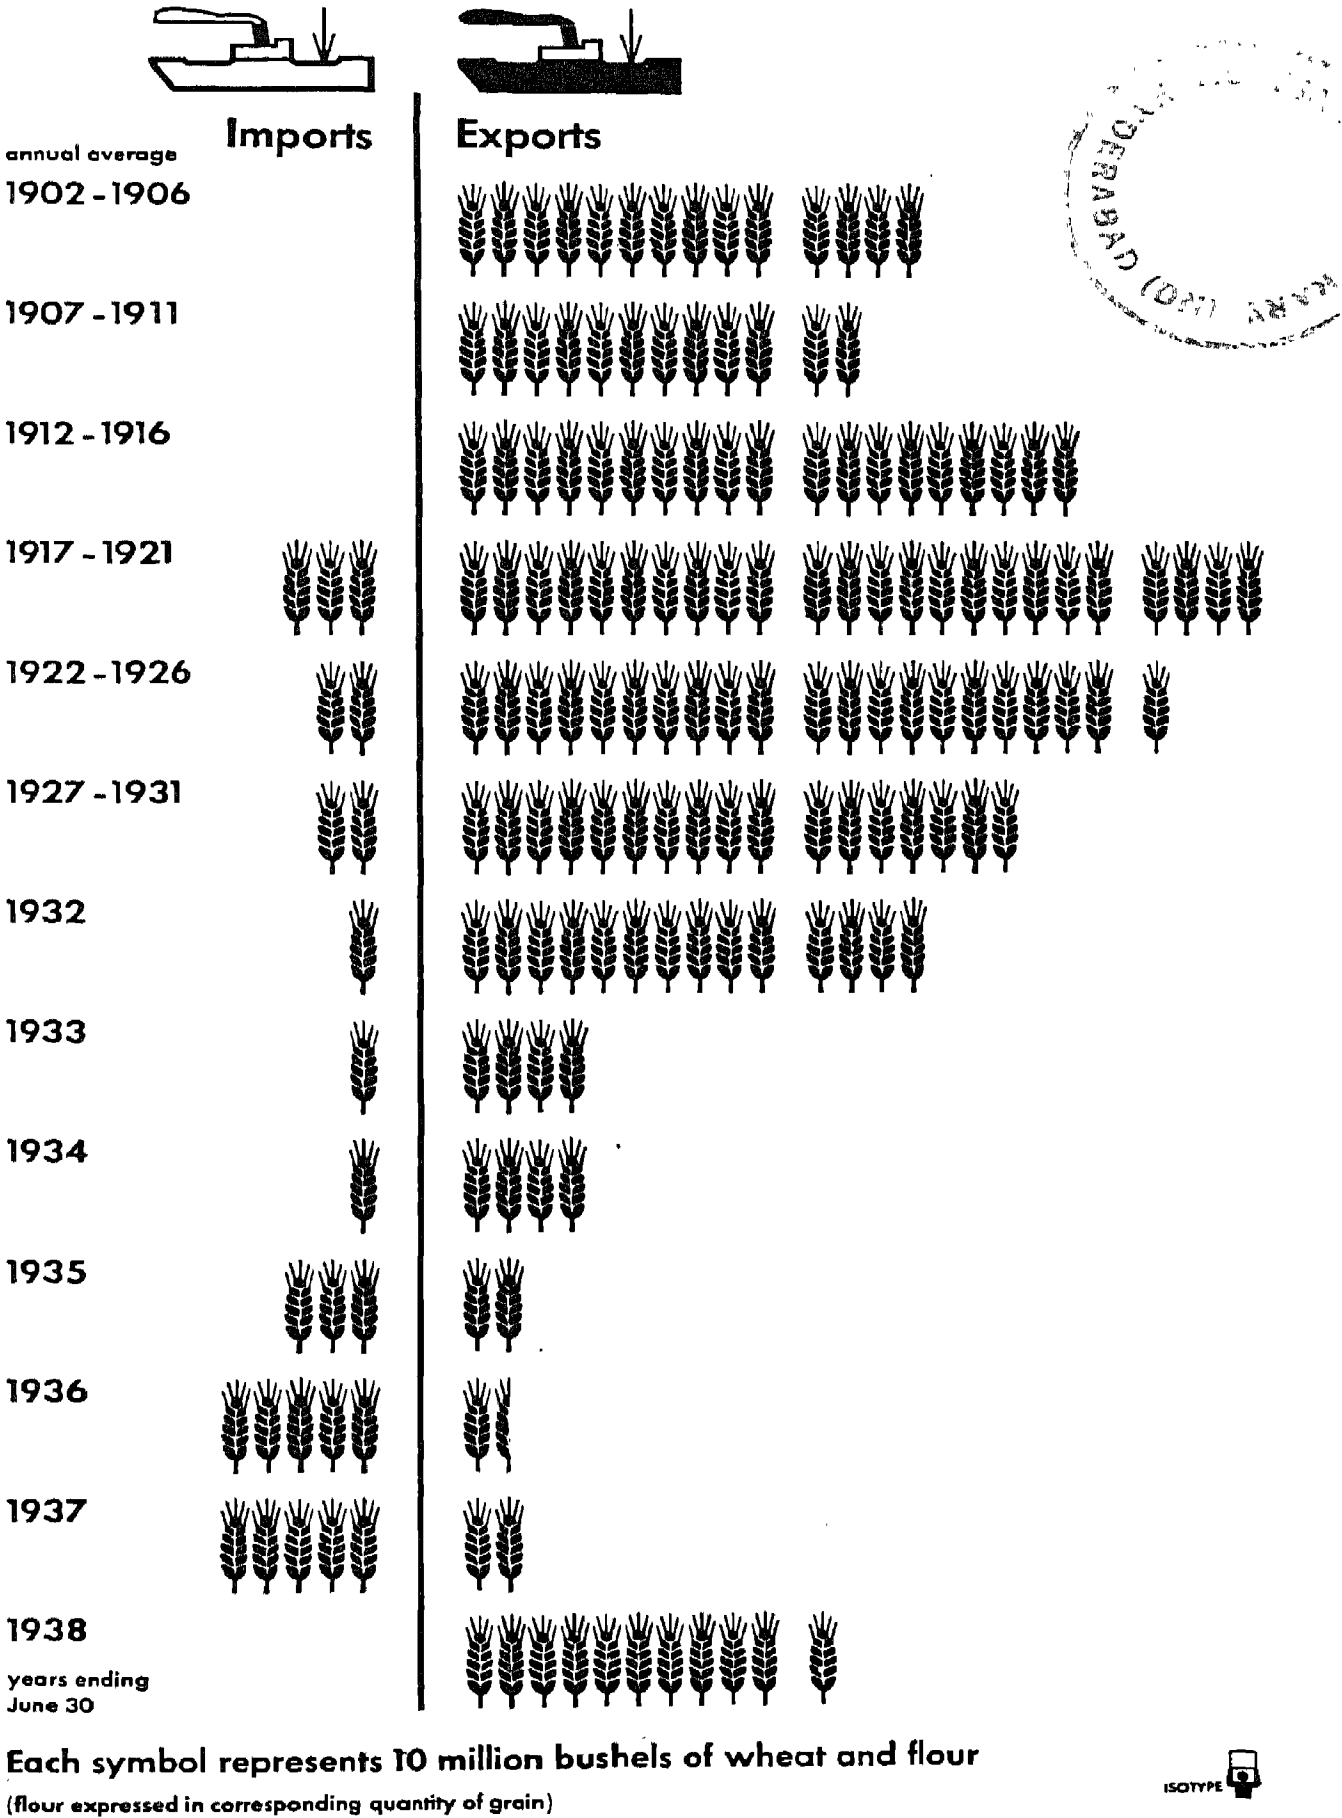 Imports
Exports
annual average
1902-1906
1907-1911
1912-1916
1917-1921
1922-1926
1927-1931
1932
1933
1934
1935
1936
1937
1938
years ending
June 30
Each symbol represents 10 million bushels of wheat and flour
(flour expressed in corresponding quantity of grain)
ISOTYPE